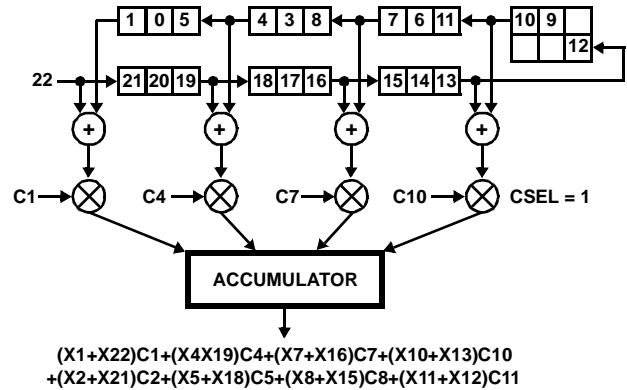 1 0 5 4 3 8 7 6 11 10 9
12
22 21 20 19 18 17 16 15 14 13
+ + + +
C1 C4 C7 C10 CSEL = 1
ACCUMULATOR
(X1+X22)C1+(X4X19)C4+(X7+X16)C7+(X10+X13)C10
+(X2+X21)C2+(X5+X18)C5+(X8+X15)C8+(X11+X12)C11